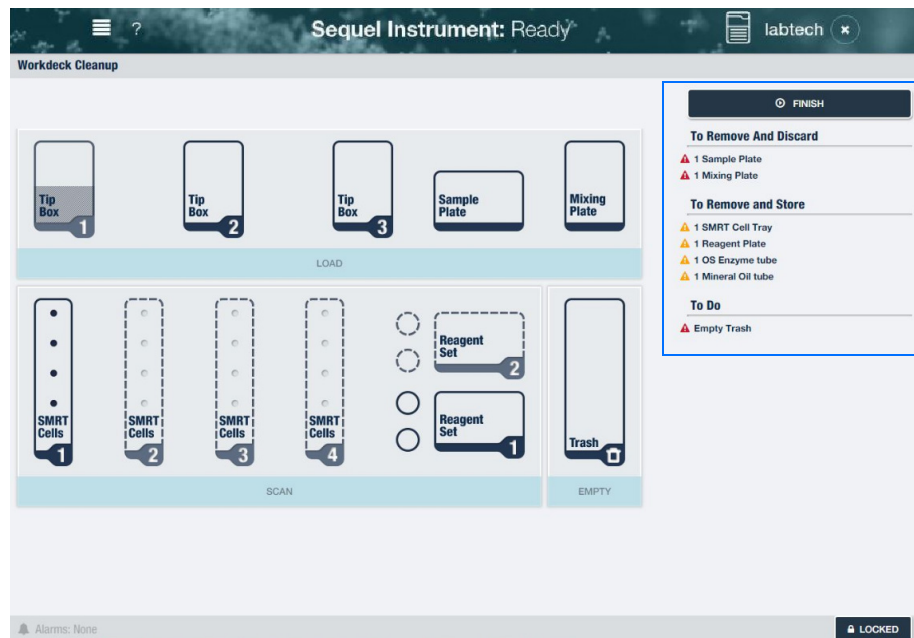 ?
Sequel Instrument: Ready
labtech
Workdeck Cleanup
FINISH
To Remove And Discard
1 Sample Plate
1 Mixing Plate
To Remove and Store
1 SMRT Cell Tray
1 Reagent Plate
1 OS Enzyme tube
1 Mineral Oil tube
To Do
Empty Trash
Tip
Box
1
Tip
Box
2
Tip
Box
3
Sample
Plate
Mixing
Plate
LOAD
SMRT
Cells
1
SMRT
Cells
2
SMRT
Cells
3
SMRT
Cells
4
Reagent
Set
2
Reagent
Set
1
Trash
SCAN
EMPTY
Alarms: None
LOCKED